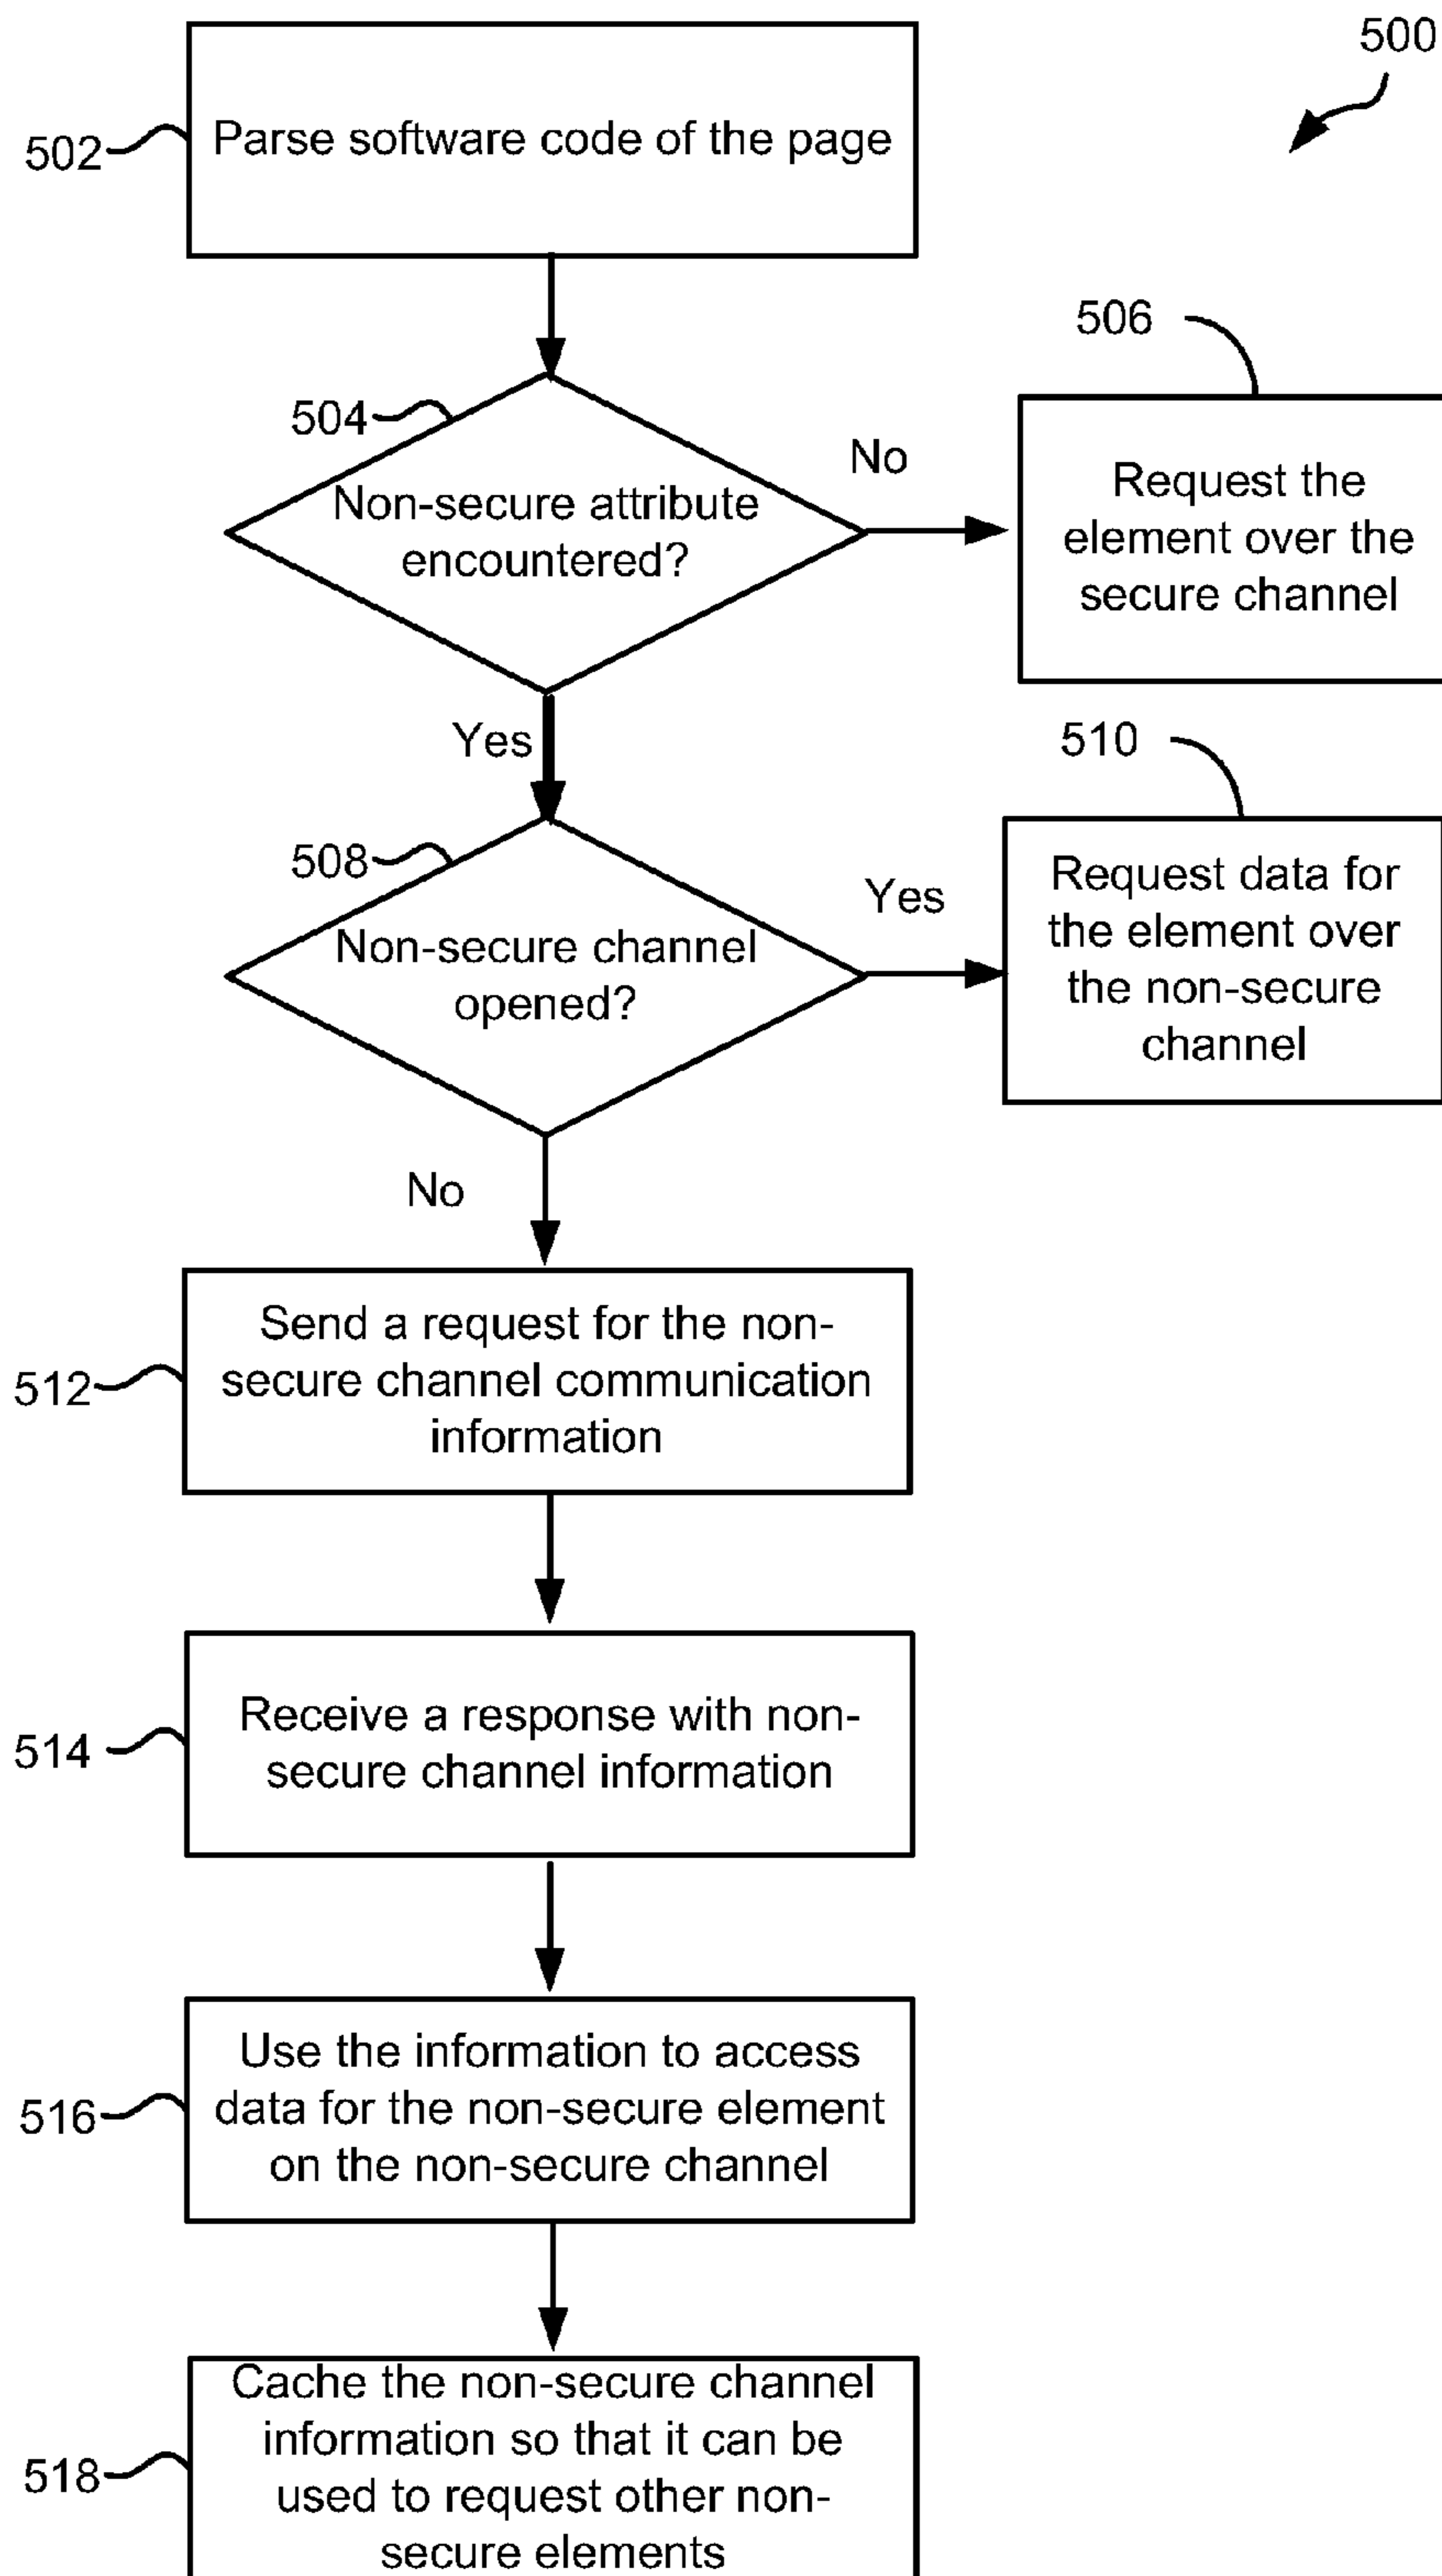 500
502
Parse software code of the page
506
504
No
Non-secure attribute
encountered?
Request the
element over the
secure channel
Yes
510
508
Yes
Non-secure channel
opened?
Request data for
the element over
the non-secure
channel
No
512
Send a request for the non-
secure channel communication
information
514
Receive a response with non-
secure channel information
516
Use the information to access
data for the non-secure element
on the non-secure channel
518
Cache the non-secure channel
information so that it can be
used to request other non-
secure elements